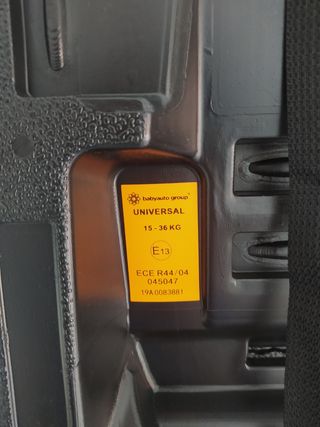 babyauto group
UNIVERSAL
15 - 36 KG
E13
ECE R44/04
045047
19A0083881